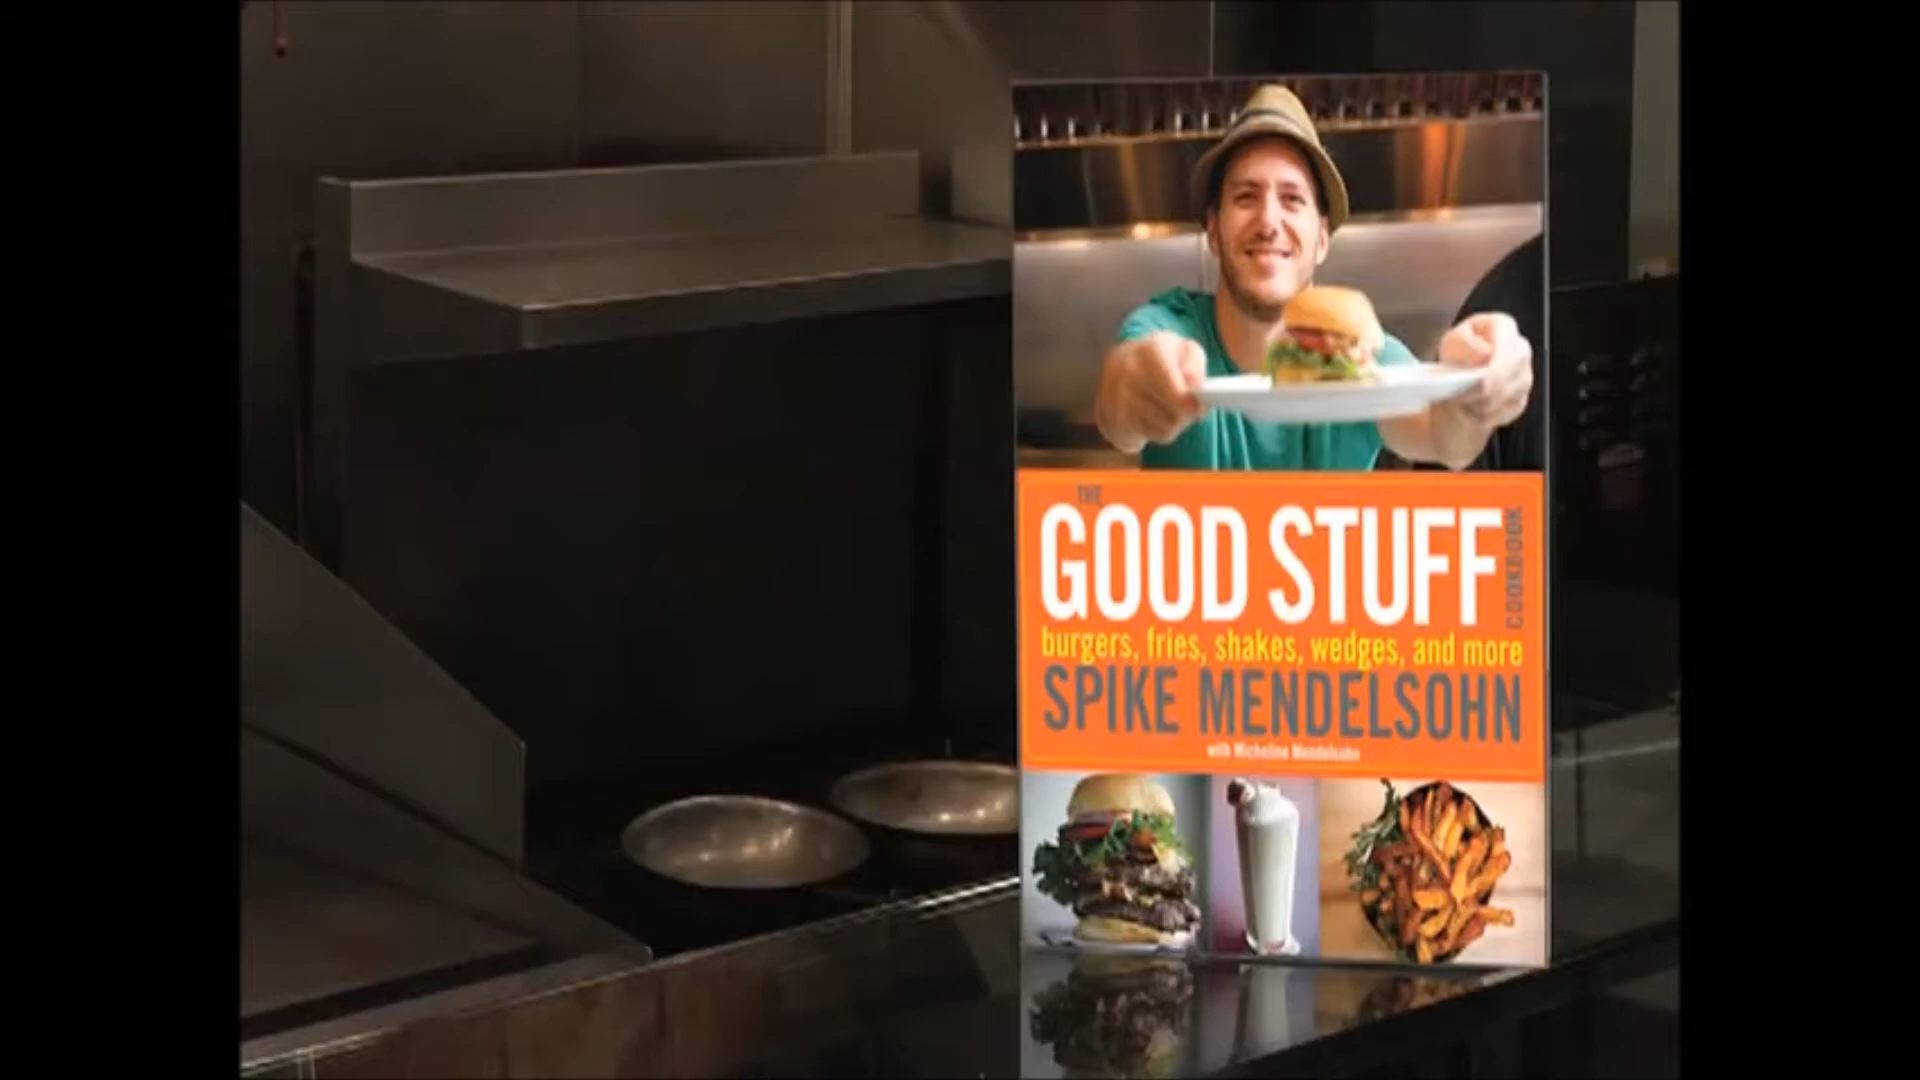 THE
GOOD STUFF
COOKBOOK
burgers, fries, shakes, wedges, and more
SPIKE MENDELSOHN
with Micheline Mendelsohn